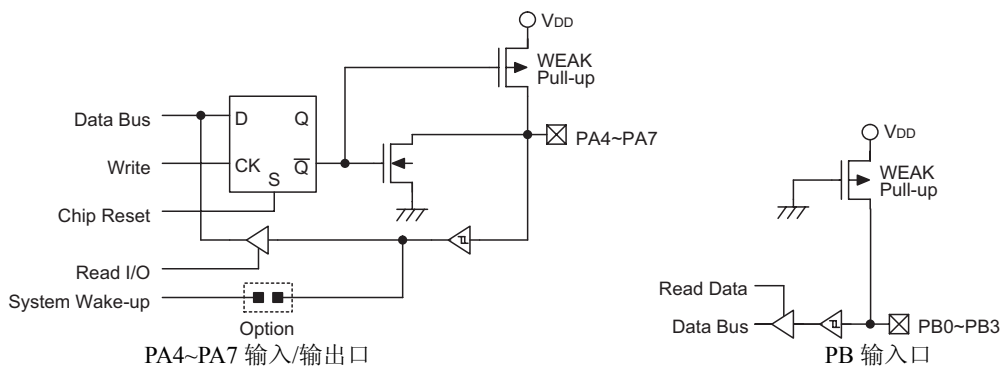 VDD
WEAK
Pull-up
Data Bus
D
Q
PA4~PA7
Write
CK
Q
S
Chip Reset
Read I/O
System Wake-up
Option
PA4~PA7 输入/输出口
VDD
WEAK
Pull-up
Read Data
Data Bus
PB0~PB3
PB 输入口